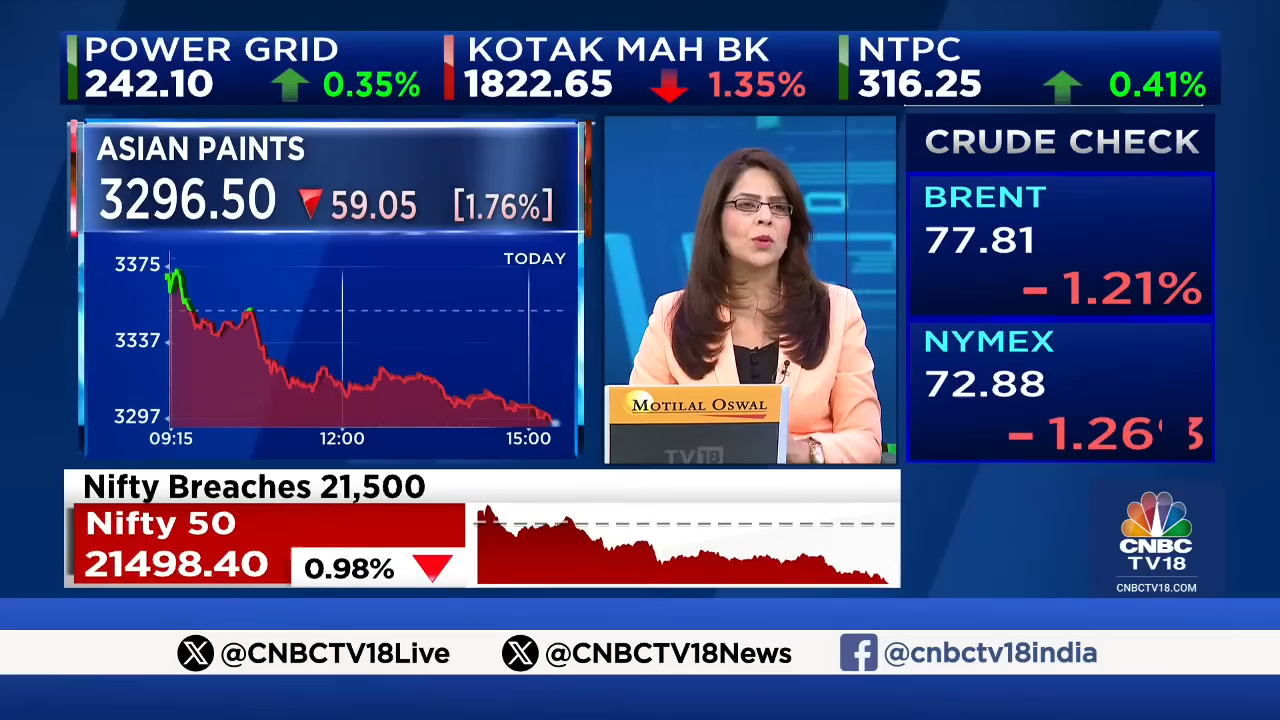 POWER GRID
242.10 0.35%
KOTAK MAH BK
1822.65 1.35%
NTPC
316.25 0.41%
ASIAN PAINTS
3296.50 59.05 [1.76%]
TODAY
3375
3337
3297
09:15 12:00 15:00
MOTILAL OSWAL
TV18
CRUDE CHECK
BRENT
77.81
- 1.21%
NYMEX
72.88
- 1.26
Nifty Breaches 21,500
Nifty 50
21498.40 0.98%
CNBC
TV18
CNBCTV18.COM
@CNBCTV18Live @CNBCTV18News @cnbctv18india